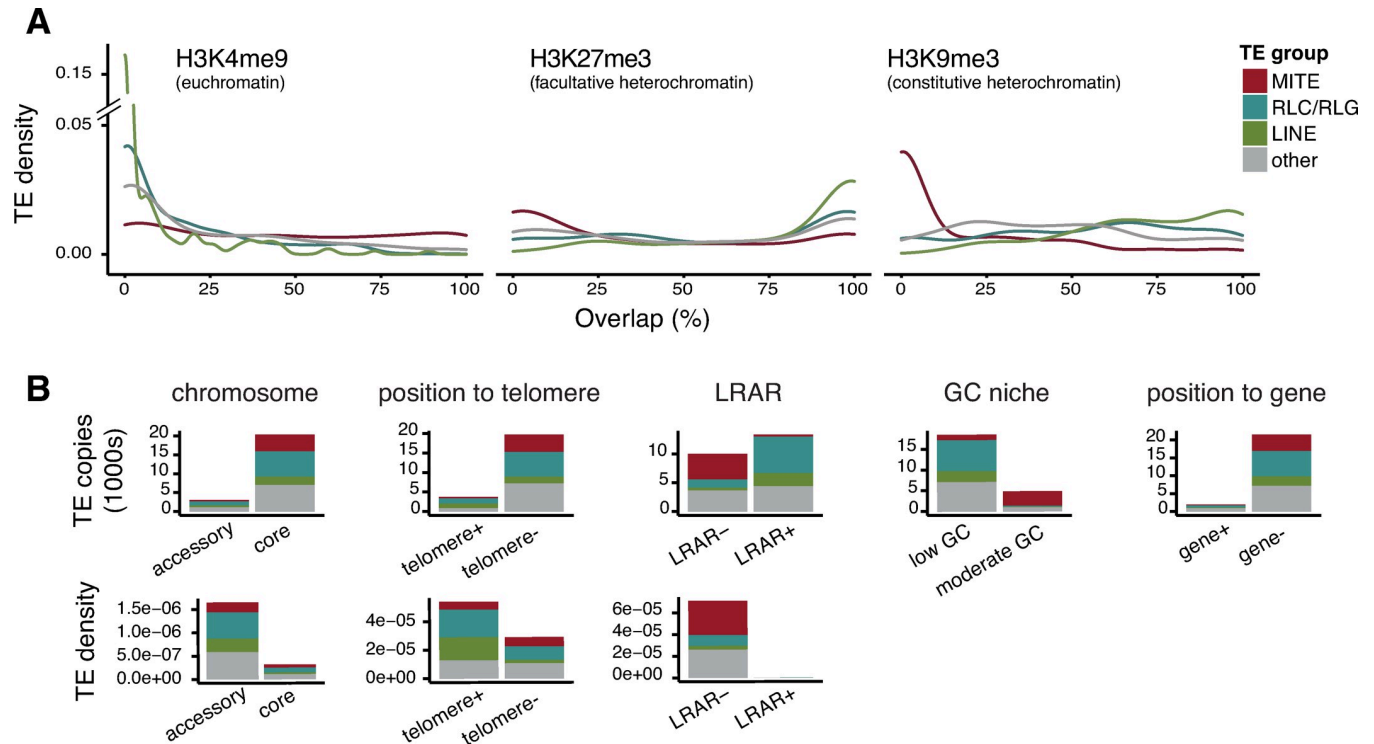 A
H3K4me9
(euchromatin)
H3K27me3
(facultative heterochromatin)
H3K9me3
(constitutive heterochromatin)
TE group
MITE
RLC/RLG
LINE
other
TE density
0.15
0.05
0.00
0 25 50 75 100
0 25 50 75 100
0 25 50 75 100
Overlap (%)
B
chromosome
position to telomere
LRAR
GC niche
position to gene
TE copies
(1000s)
20
15
10
5
0
accessory
core
20
15
10
5
0
telomere+
telomere-
10
5
0
LRAR–
LRAR+
15
10
5
0
low GC
moderate GC
20
15
10
5
0
gene+
gene-
TE density
1.5e−06
1.0e−06
5.0e−07
0.0e+00
accessory
core
4e−05
2e−05
0e+00
telomere+
telomere-
6e−05
4e−05
2e−05
0e+00
LRAR–
LRAR+